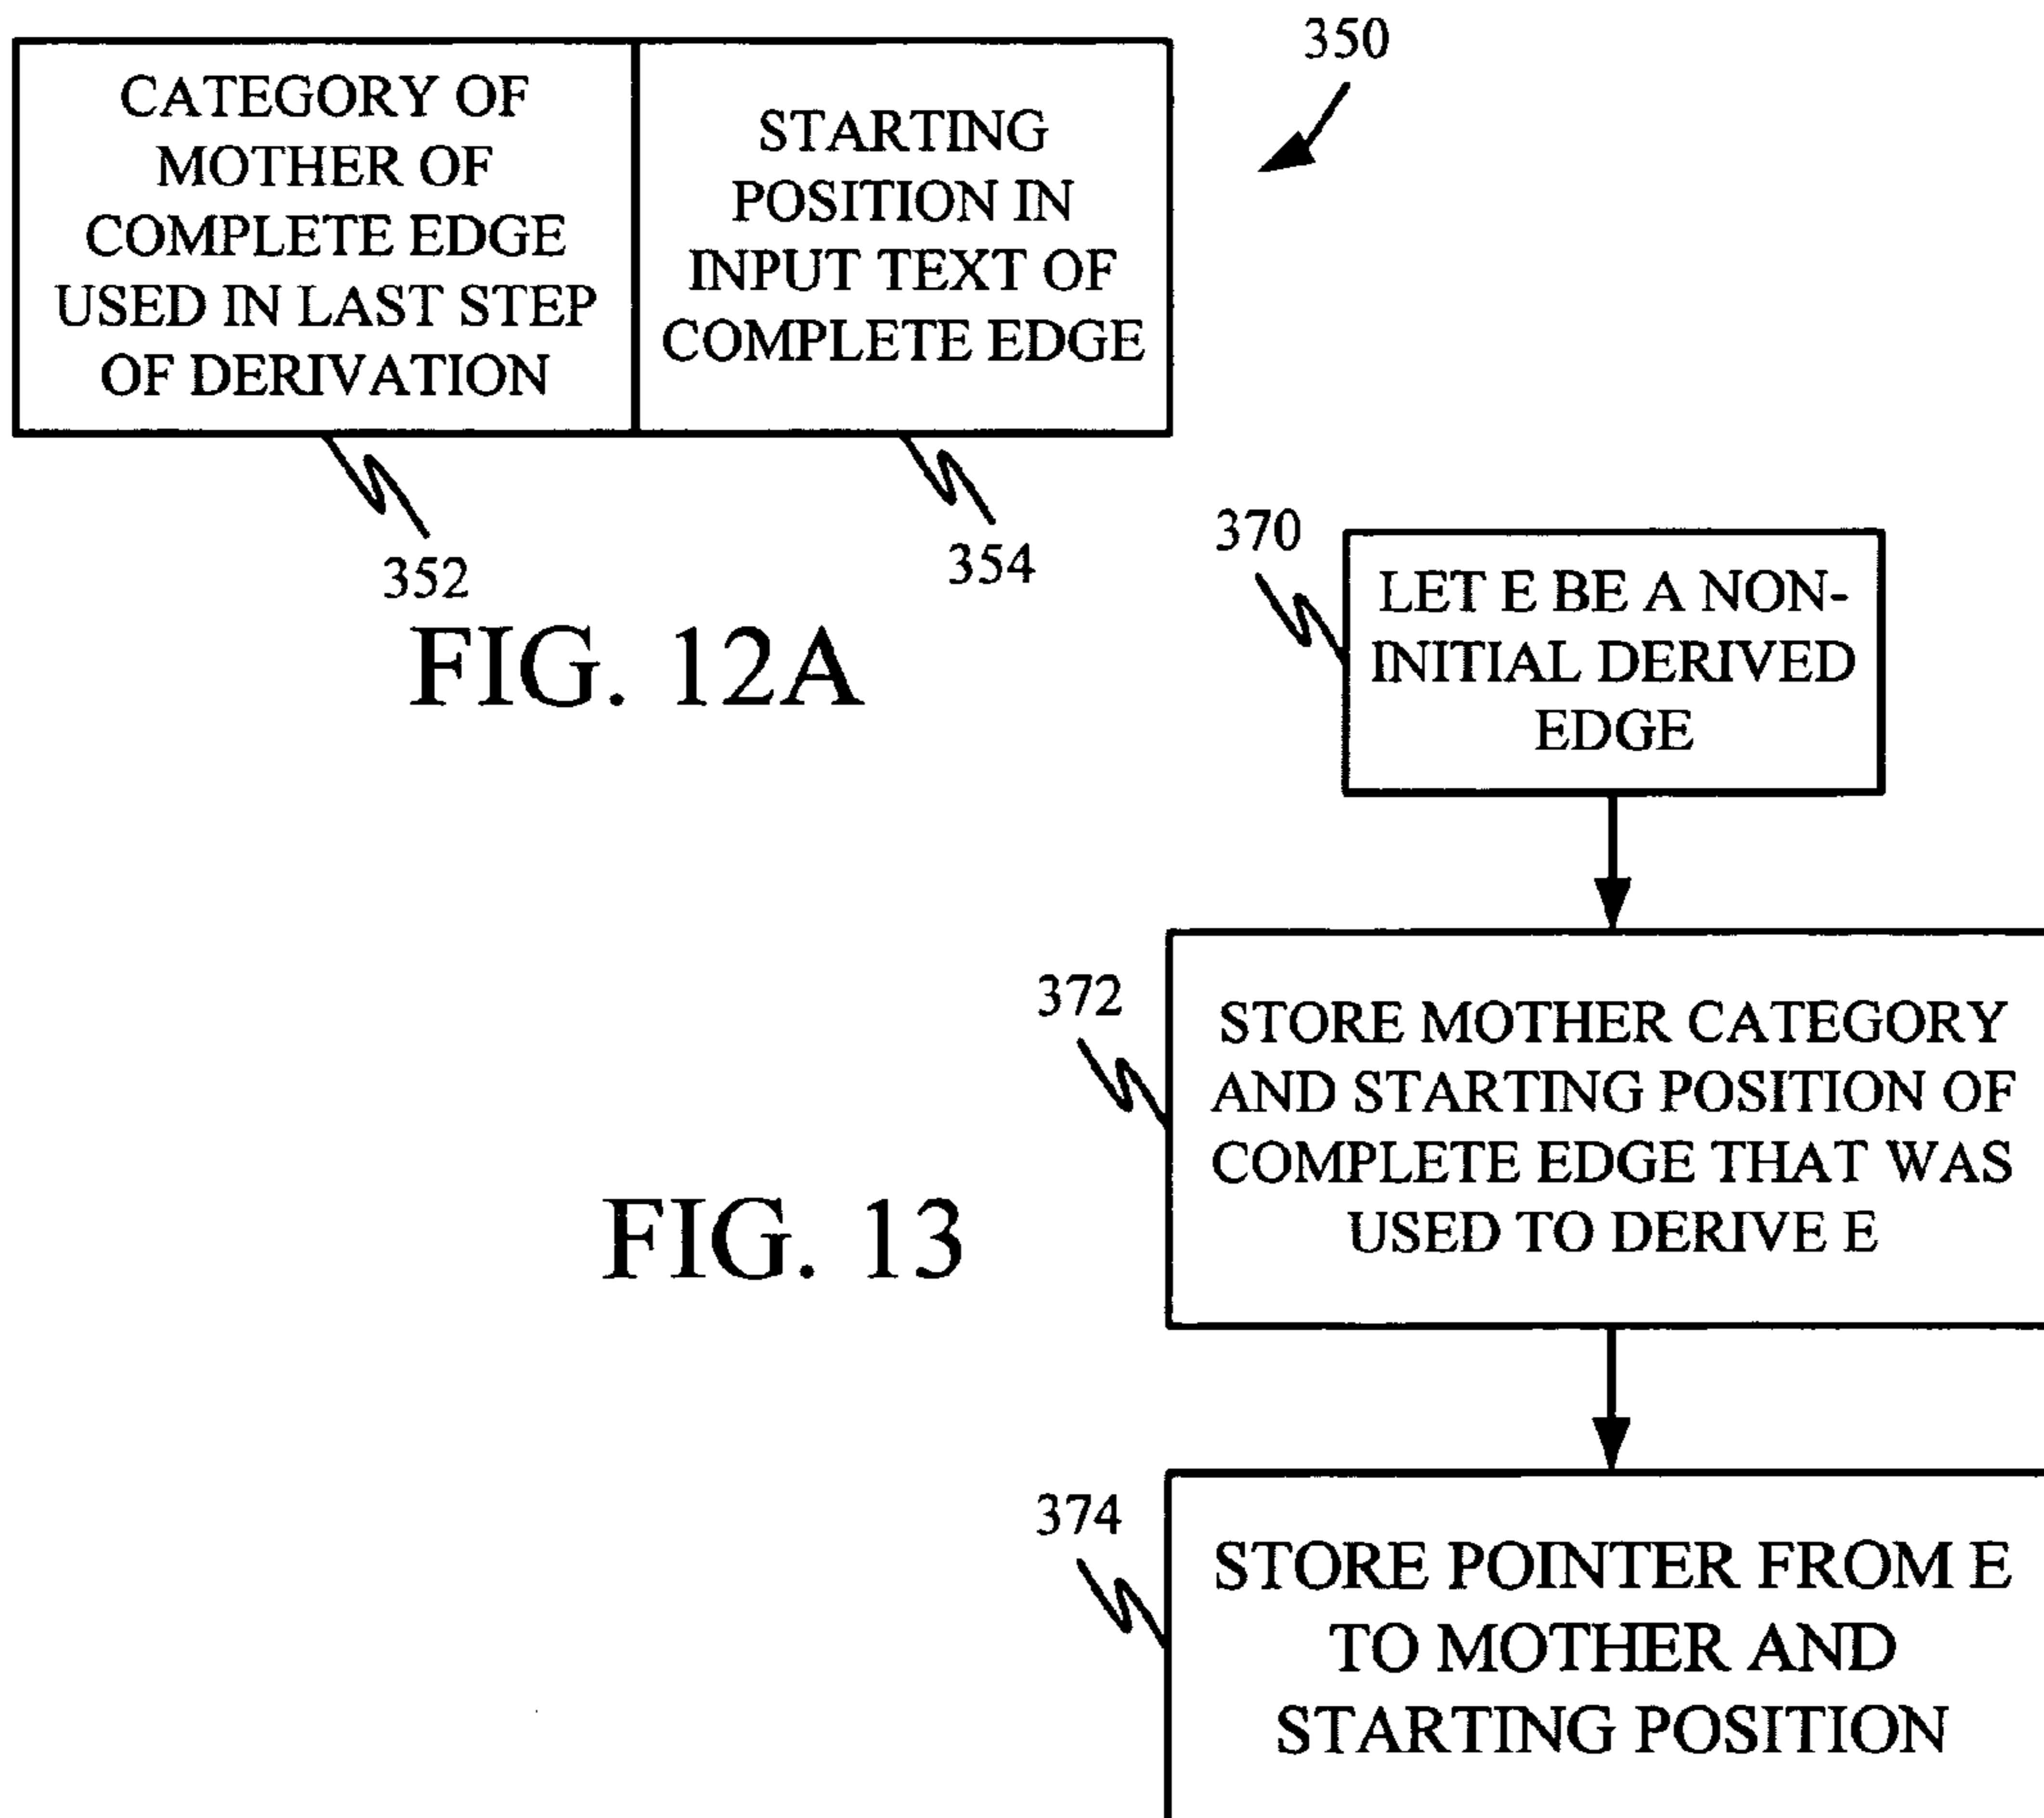 350
CATEGORY OF
MOTHER OF
COMPLETE EDGE
USED IN LAST STEP
OF DERIVATION
STARTING
POSITION IN
INPUT TEXT OF
COMPLETE EDGE
352
354
FIG. 12A
370
LET E BE A NON-
INITIAL DERIVED
EDGE
372
STORE MOTHER CATEGORY
AND STARTING POSITION OF
COMPLETE EDGE THAT WAS
USED TO DERIVE E
FIG. 13
374
STORE POINTER FROM E
TO MOTHER AND
STARTING POSITION